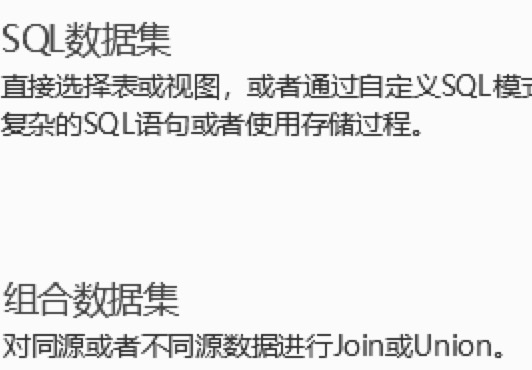 SQL数据集
直接选择表或视图，或者通过自定义SQL模
复杂的SQL语句或者使用存储过程。
组合数据集
对同源或者不同源数据进行Join或Union。